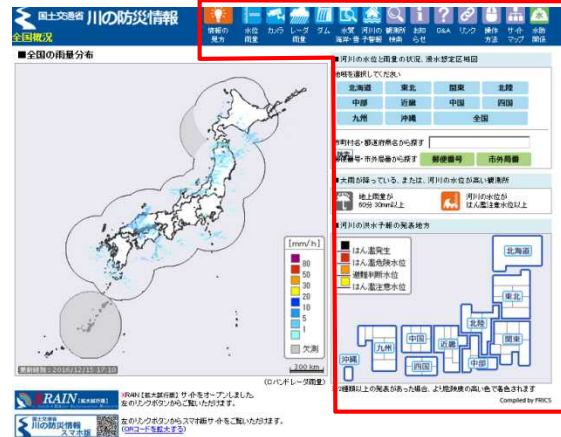 国土交通省 川の防災情報
全国概況
情報の見方
水位雨量
カメラ
レーダ雨量
ダム
水質海岸・雪
河川の予警報
観測所検索
お知らせ
Q&A
リンク
操作方法
サイトマップ
水防関係
■全国の雨量分布
■河川の水位と雨量の状況、浸水想定区域図
地域を選択してください
北海道 東北 関東 北陸
中部 近畿 中国 四国
九州 沖縄 全国
市町村名・都道府県名から探す
検索
郵便番号・市外局番から探す 郵便番号 市外局番
■大雨が降っている、または、河川の水位が高い観測所
地上雨量が
60分 30mm以上
河川の水位が
はん濫注意水位以上
■河川の洪水予報の発表地方
はん濫発生
はん濫危険水位
避難判断水位
はん濫注意水位
北海道
東北
北陸
関東
中国
近畿
九州
四国
中部
沖縄
[mm/h]
80
50
30
20
10
5
1
欠測
最新時刻：2016/12/15 17:10
200 km
(Cバンドレーダ雨量)
※2種類以上の発表があった場合、より危険度の高い色で着色されます
Compiled by FRICS
XRAIN【拡大試行版】
XRAIN【拡大試行版】サイトをオープンしました。
左のリンクボタンからご覧いただけます。
国土交通省
川の防災情報
スマホ版
左のリンクボタンからスマホ版サイトをご覧いただけます。
(QRコードを拡大する)